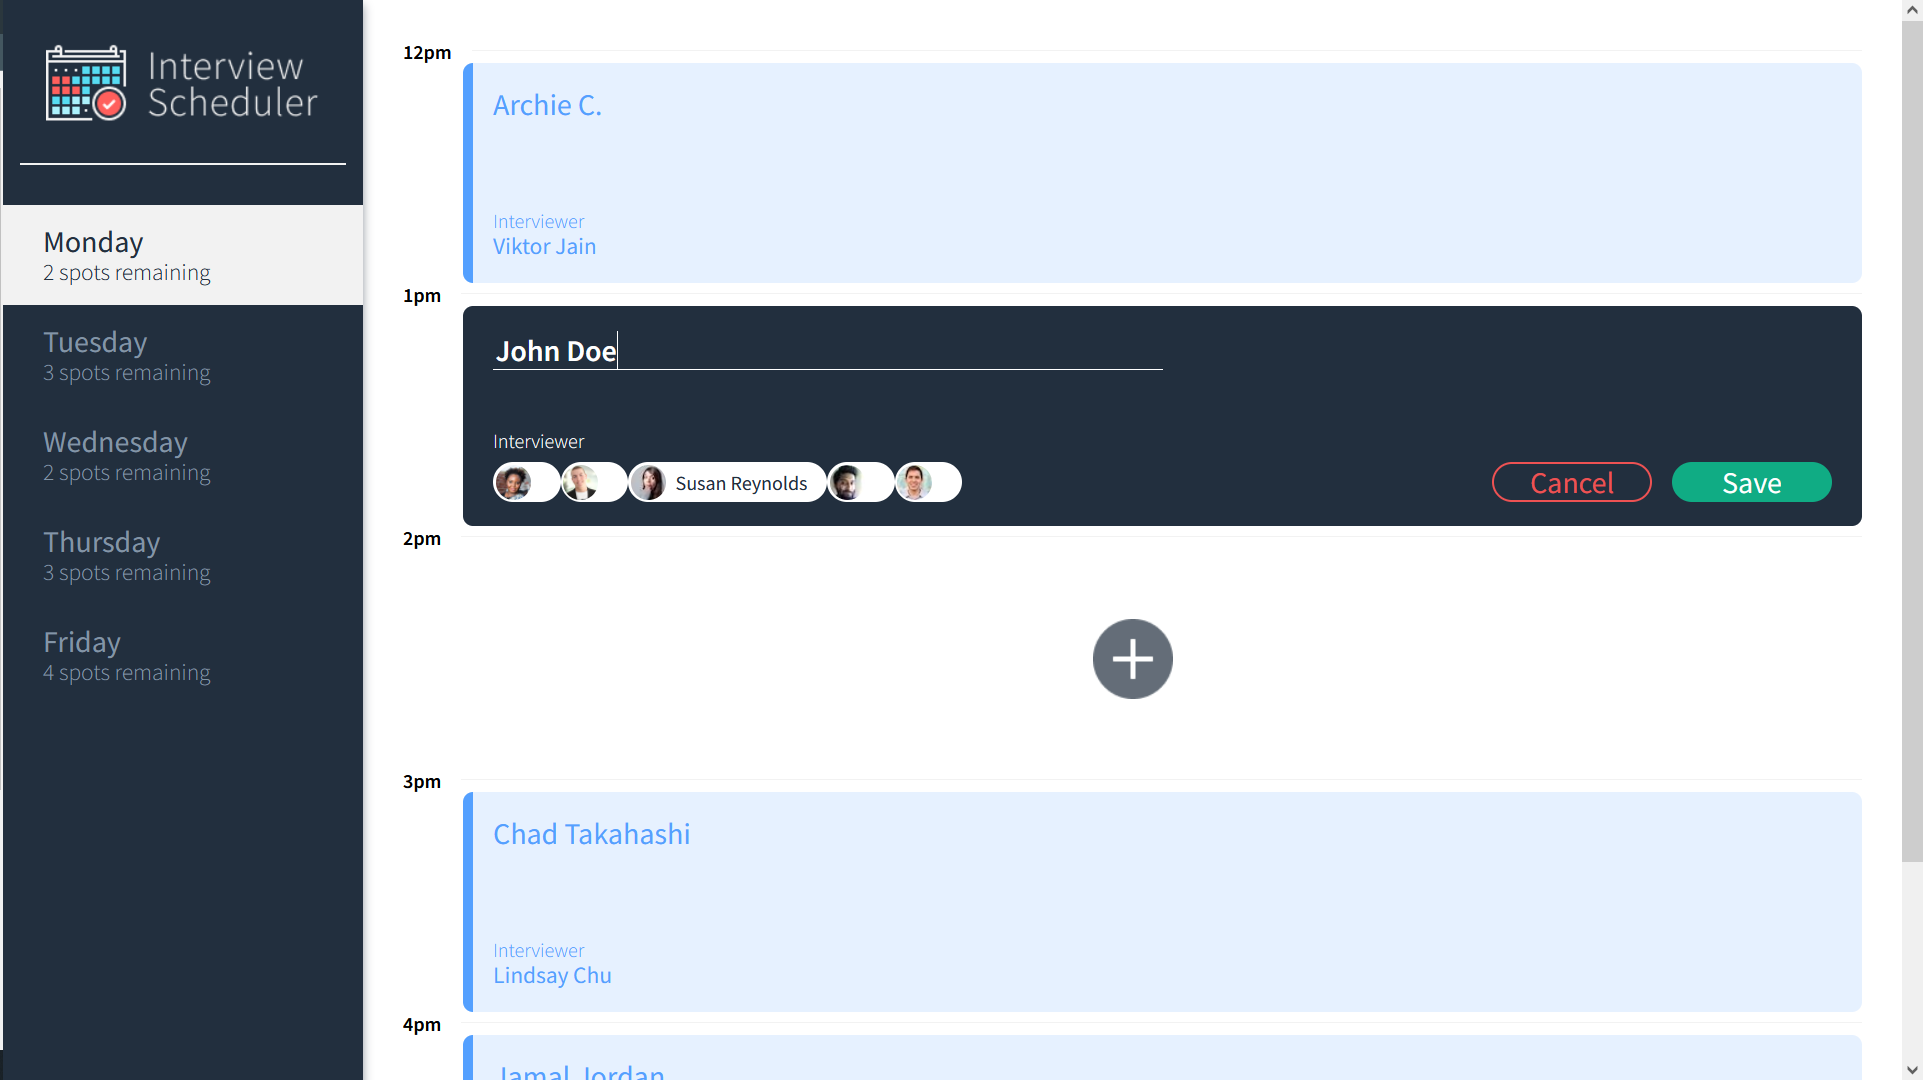 Interview
Scheduler
Monday
2 spots remaining
Tuesday
3 spots remaining
Wednesday
2 spots remaining
Thursday
3 spots remaining
Friday
4 spots remaining
12pm
Archie C.
Interviewer
Viktor Jain
1pm
John Doe
Interviewer
Susan Reynolds
Cancel
Save
2pm
3pm
Chad Takahashi
Interviewer
Lindsay Chu
4pm
Jamal Jordan